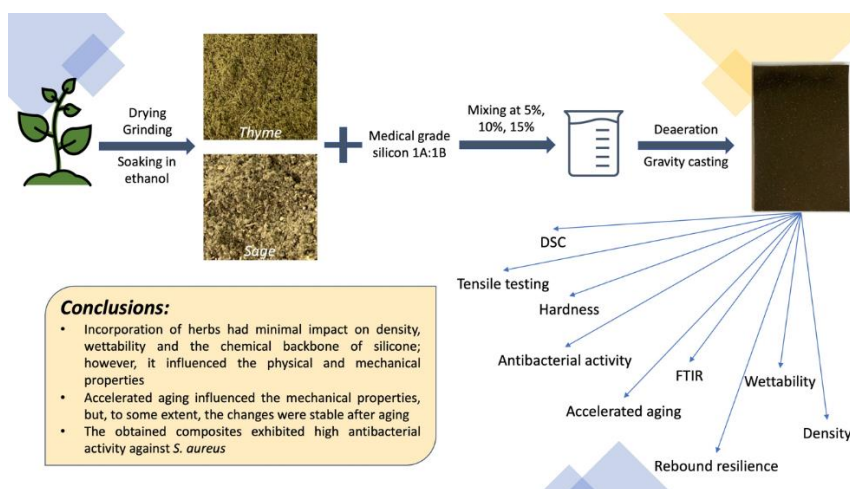 Drying
Grinding
Soaking in
ethanol
Thyme
Sage
Medical grade
silicon 1A:1B
Mixing at 5%,
10%, 15%
Deaeration
Gravity casting
DSC
Tensile testing
Hardness
Antibacterial activity
FTIR
Wettability
Accelerated aging
Density
Rebound resilience
Conclusions:
• Incorporation of herbs had minimal impact on density,
wettability and the chemical backbone of silicone;
however, it influenced the physical and mechanical
properties
• Accelerated aging influenced the mechanical properties,
but, to some extent, the changes were stable after aging
• The obtained composites exhibited high antibacterial
activity against S. aureus